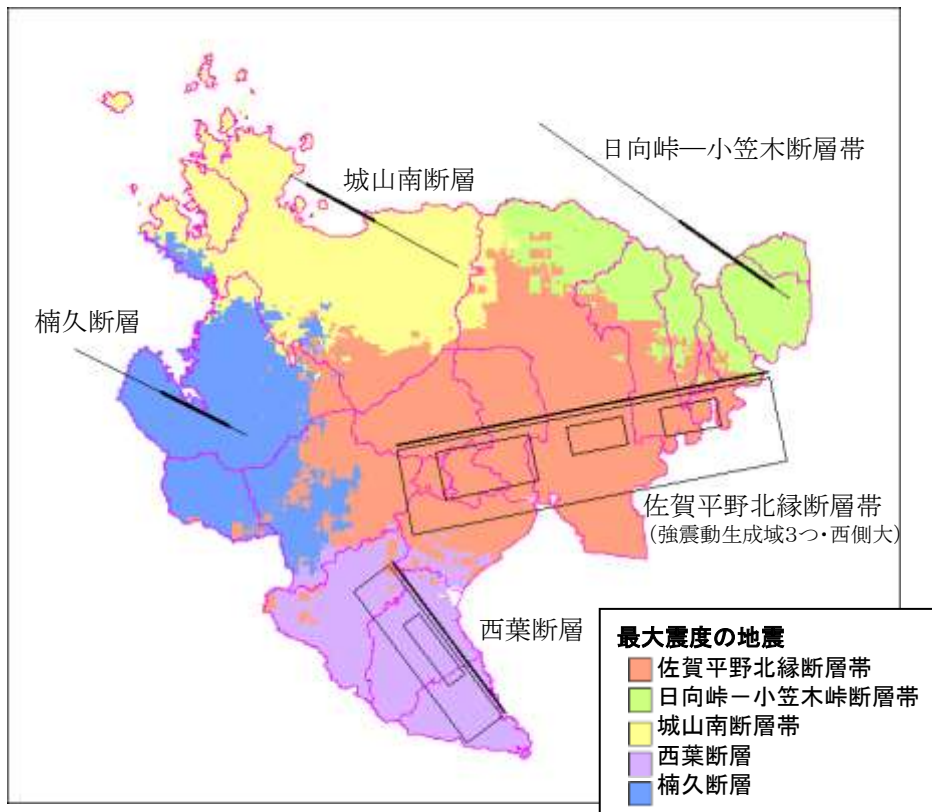 日向峠―小笠木断層帯
城山南断層
楠久断層
佐賀平野北縁断層帯
(強震動生成域3つ・西側大)
西葉断層
最大震度の地震
佐賀平野北縁断層帯
日向峠－小笠木峠断層帯
城山南断層帯
西葉断層
楠久断層